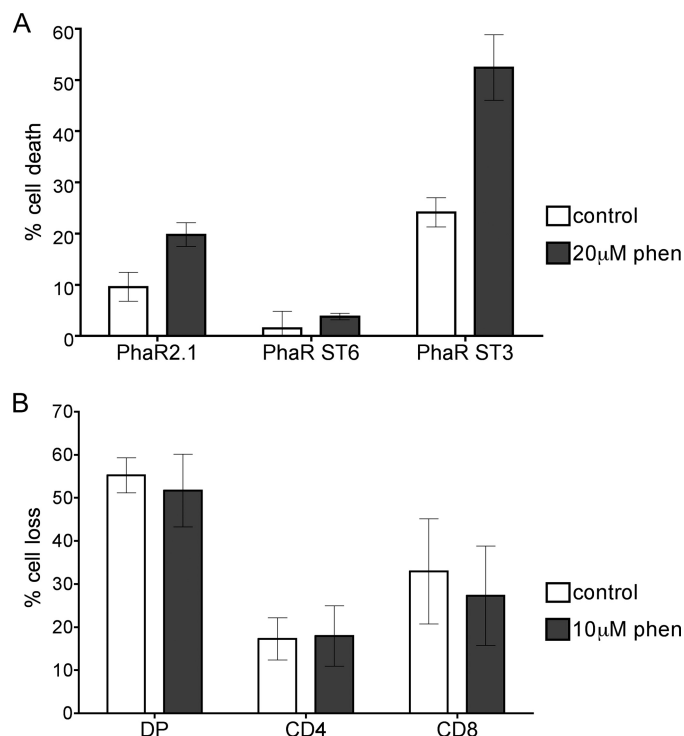 A
% cell death
60
50
40
30
20
10
0
PhaR2.1 PhaR ST6 PhaR ST3
control
20µM phen
B
% cell loss
70
60
50
40
30
20
10
0
DP CD4 CD8
control
10µM phen